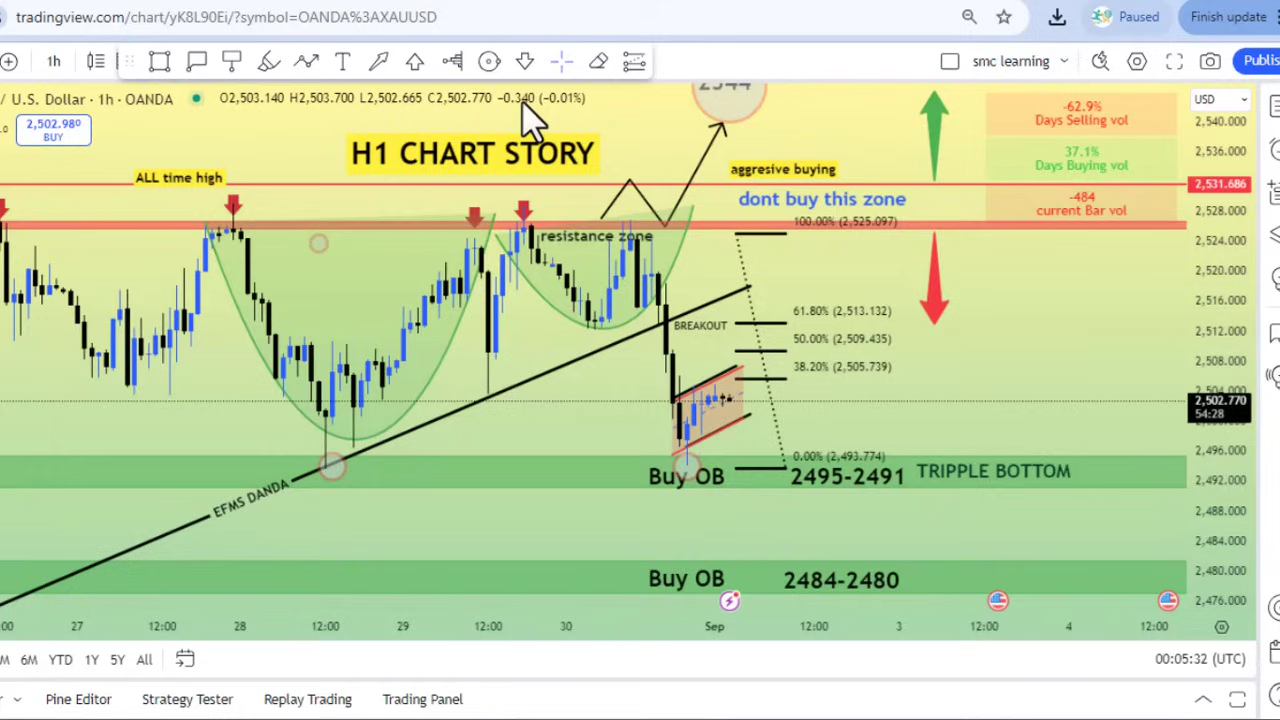 tradingview.com/chart/yK8L90Ei/?symbol=OANDA%3AXAUUSD
Paused
Finish update
1h
T
smc learning
Publis
/ U.S. Dollar · 1h · OANDA
O2,503.140 H2,503.700 L2,502.665 C2,502.770 −0.340 (−0.01%)
2,502.980
BUY
.0
USD
2,540.000
2,536.000
2,531.686
2,528.000
2,524.000
2,520.000
2,516.000
2,512.000
2,508.000
2,504.000
2,502.770
54:28
2,496.000
2,492.000
2,488.000
2,484.000
2,480.000
2,476.000
-62.9%
Days Selling vol
37.1%
Days Buying vol
-484
current Bar vol
2544
H1 CHART STORY
ALL time high
aggresive buying
dont buy this zone
100.00% (2,525.097)
resistance zone
61.80% (2,513.132)
BREAKOUT
50.00% (2,509.435)
38.20% (2,505.739)
0.00% (2,493.774)
Buy OB
2495-2491
TRIPPLE BOTTOM
EFMS DANDA
Buy OB
2484-2480
:00
27
12:00
28
12:00
29
12:00
30
Sep
12:00
3
12:00
4
12:00
M
6M
YTD
1Y
5Y
All
00:05:32 (UTC)
r
Pine Editor
Strategy Tester
Replay Trading
Trading Panel